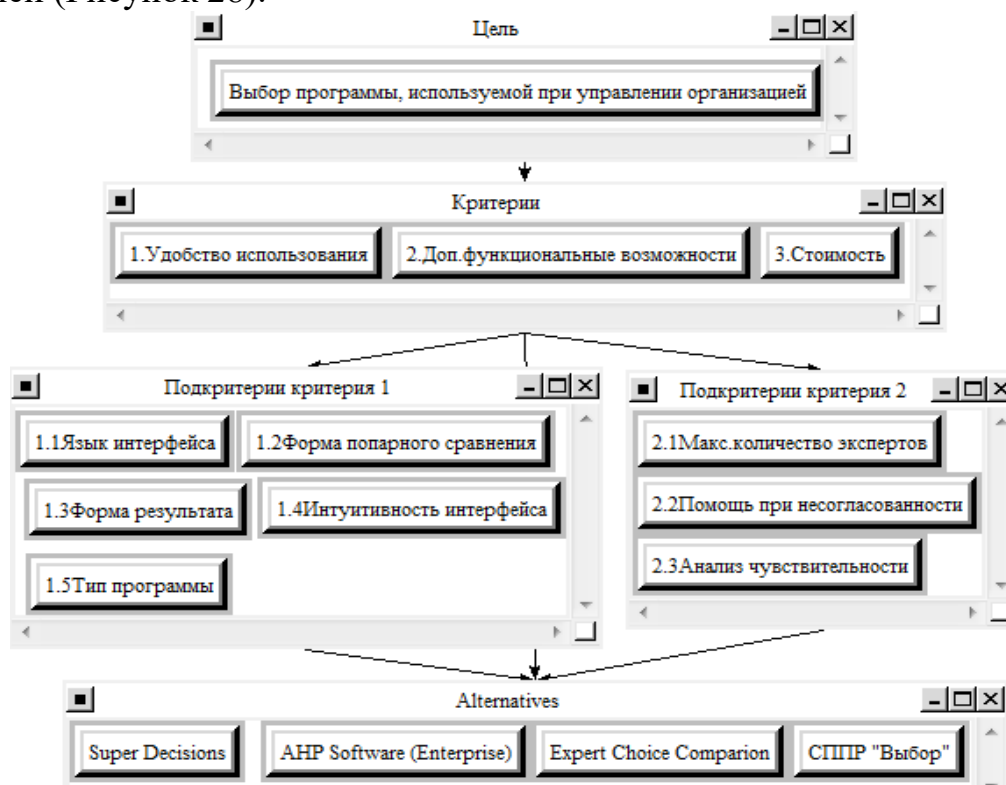 (Рисунок 28).
Цель
Выбор программы, используемой при управлении организацией
Критерии
1.Удобство использования 2.Доп.функциональные возможности 3.Стоимость
Подкритерии критерия 1
1.1Язык интерфейса 1.2Форма попарного сравнения
1.3Форма результата 1.4Интуитивность интерфейса
1.5Тип программы
Подкритерии критерия 2
2.1Макс.количество экспертов
2.2Помощь при несогласованности
2.3Анализ чувствительности
Alternatives
Super Decisions AHP Software (Enterprise) Expert Choice Comparion СППР "Выбор"